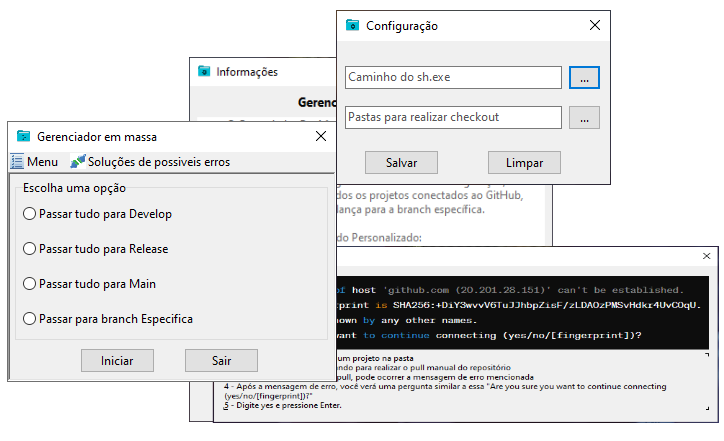 Configuração
Caminho do sh.exe
...
Pastas para realizar checkout
...
Salvar
Limpar
Informações
Gerenc
Gerenciador em massa
Menu
Soluções de possiveis erros
Escolha uma opção
Passar tudo para Develop
Passar tudo para Release
Passar tudo para Main
Passar para branch Especifica
Iniciar
Sair
dos os projetos conectados ao GitHub,
dança para a branch específica.
do Personalizado:
of host 'github.com (20.201.28.151)' can't be established.
rprint is SHA256:+DiY3wvvV6TuJJhbpZisF/zLDAOzPMSvHdkr4UvCOqU.
nown by any other names.
want to continue connecting (yes/no/[fingerprint])?
um projeto na pasta
ndo para realizar o pull manual do repositório
pull, pode ocorrer a mensagem de erro mencionada
4 - Após a mensagem de erro, você verá uma pergunta similar a essa "Are you sure you want to continue connecting
(yes/no/[fingerprint])?"
5 - Digite yes e pressione Enter.